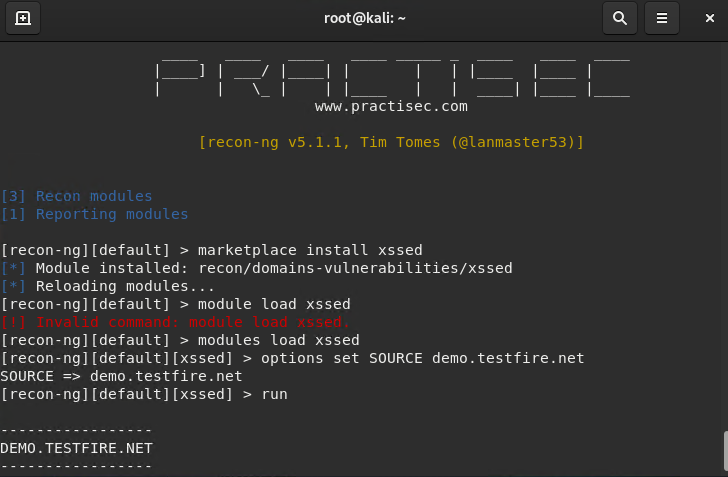 root@kali: ~
PRACTISEC
www.practisec.com
[recon-ng v5.1.1, Tim Tomes (@lanmaster53)]
[3] Recon modules
[1] Reporting modules
[recon-ng][default] > marketplace install xssed
[*] Module installed: recon/domains-vulnerabilities/xssed
[*] Reloading modules...
[recon-ng][default] > module load xssed
[!] Invalid command: module load xssed.
[recon-ng][default] > modules load xssed
[recon-ng][default][xssed] > options set SOURCE demo.testfire.net
SOURCE => demo.testfire.net
[recon-ng][default][xssed] > run
-----------------
DEMO.TESTFIRE.NET
-----------------